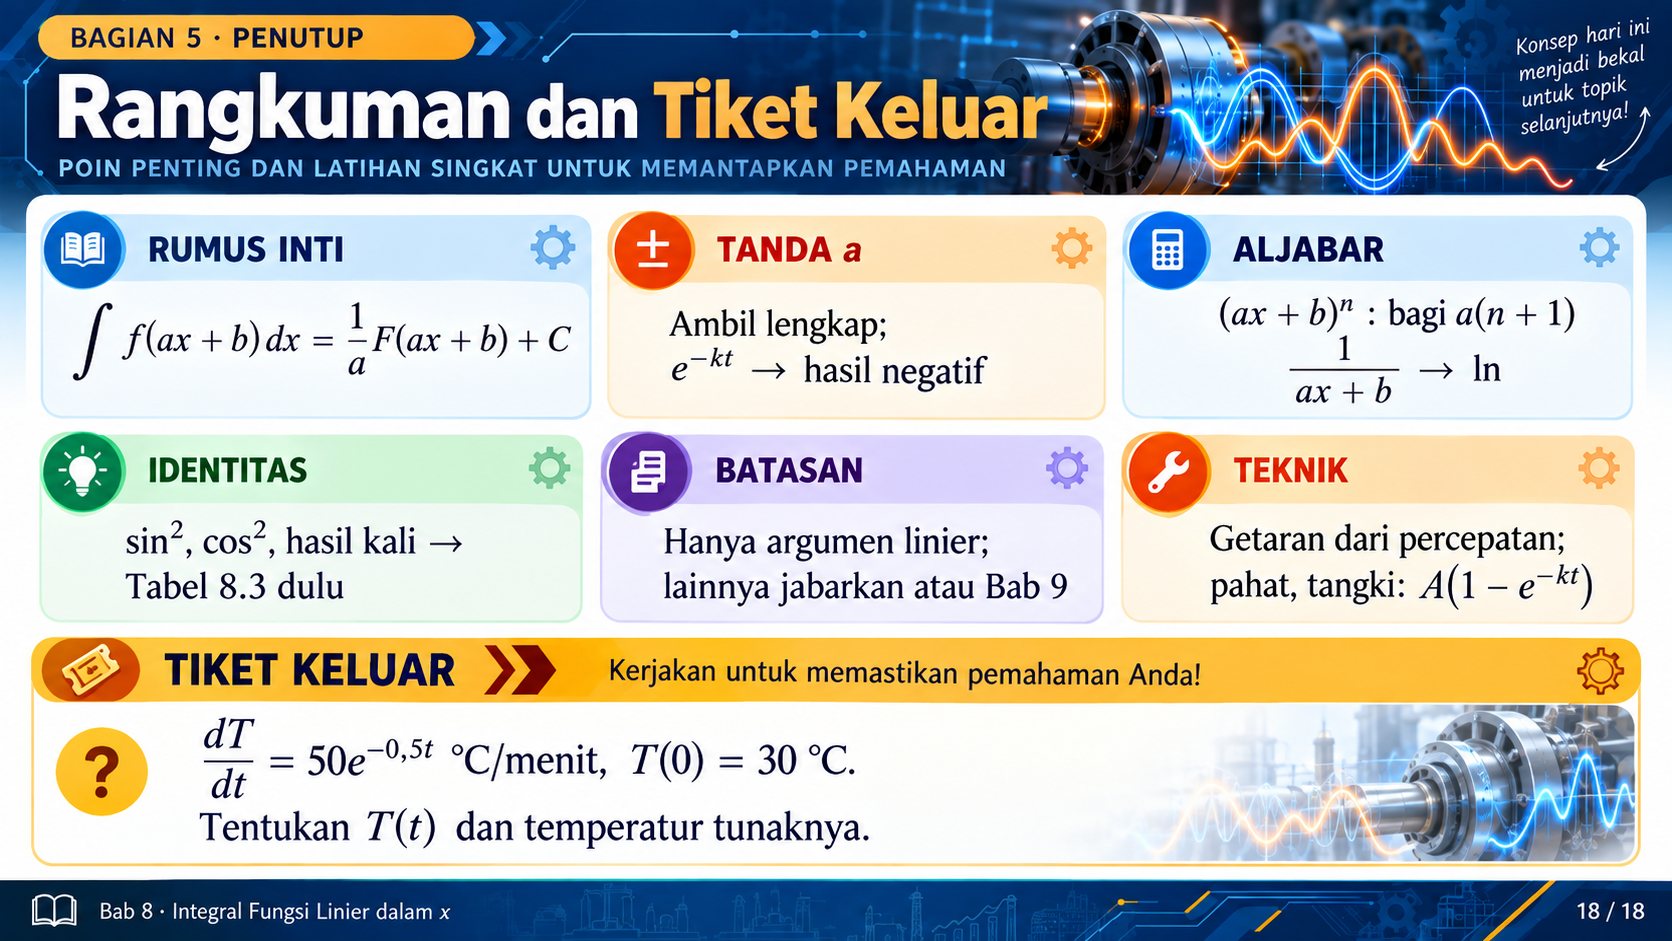 BAGIAN 5 · PENUTUP
Rangkuman dan Tiket Keluar
POIN PENTING DAN LATIHAN SINGKAT UNTUK MEMANTAPKAN PEMAHAMAN
Konsep hari ini
menjadi bekal
untuk topik
selanjutnya!
RUMUS INTI
∫ f(ax + b) dx = 1/a F(ax + b) + C
TANDA a
Ambil lengkap;
e^{−kt} → hasil negatif
ALJABAR
(ax + b)^n : bagi a(n + 1)
1/(ax + b) → ln
IDENTITAS
sin², cos², hasil kali →
Tabel 8.3 dulu
BATASAN
Hanya argumen linier;
lainnya jabarkan atau Bab 9
TEKNIK
Getaran dari percepatan;
pahat, tangki: A(1 − e^{−kt})
TIKET KELUAR
Kerjakan untuk memastikan pemahaman Anda!
?
dT/dt = 50e^{−0,5t} °C/menit, T(0) = 30 °C.
Tentukan T(t) dan temperatur tunaknya.
Bab 8 · Integral Fungsi Linier dalam x
18 / 18